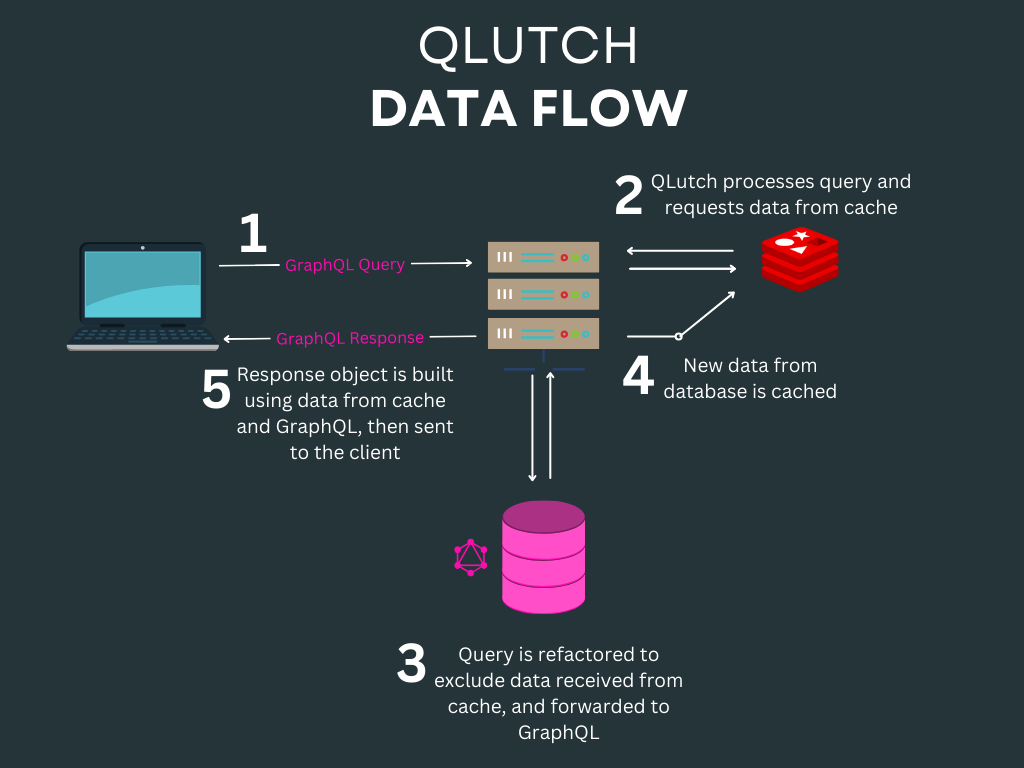 QLUTCH
DATA FLOW
1
GraphQL Query
2
QLutch processes query and
requests data from cache
GraphQL Response
5
Response object is built
using data from cache
and GraphQL, then sent
to the client
4
New data from
database is cached
3
Query is refactored to
exclude data received from
cache, and forwarded to
GraphQL